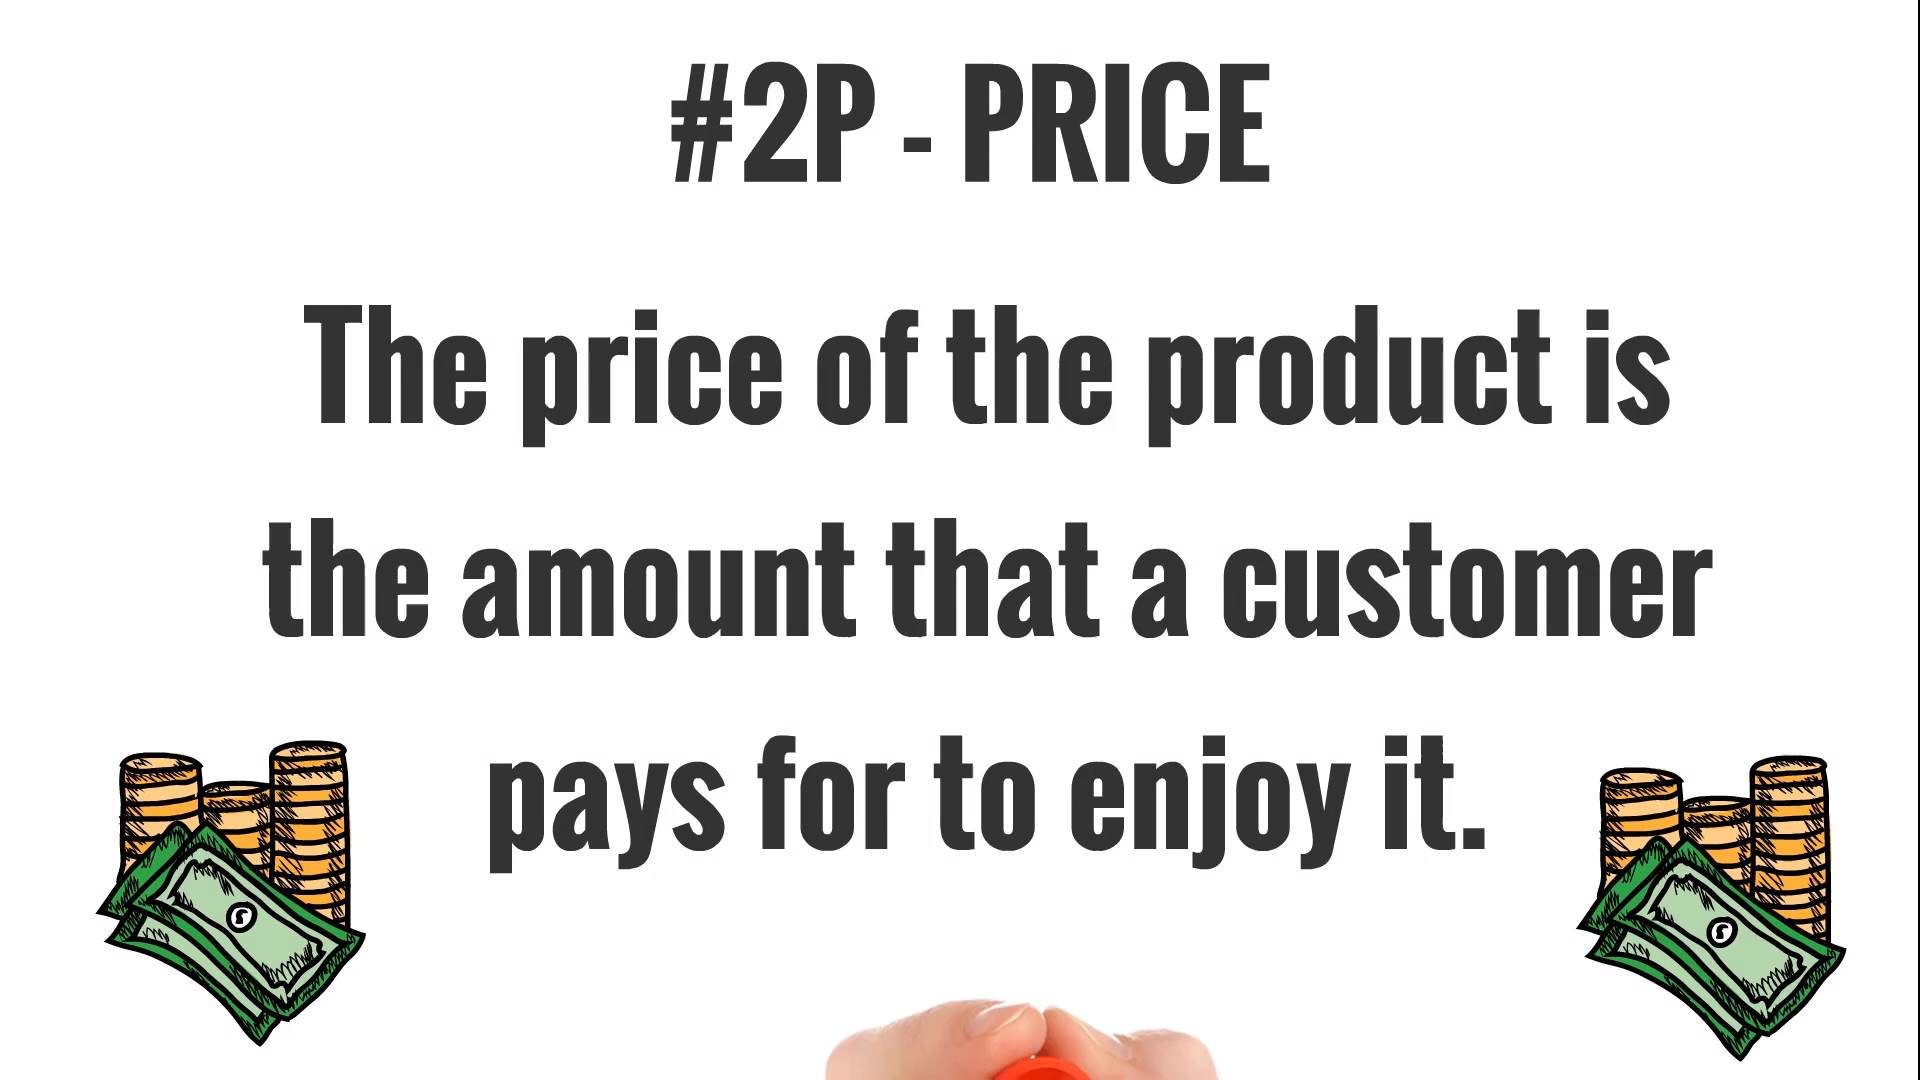 #2P - PRICE
The price of the product is
the amount that a customer
pays for to enjoy it.